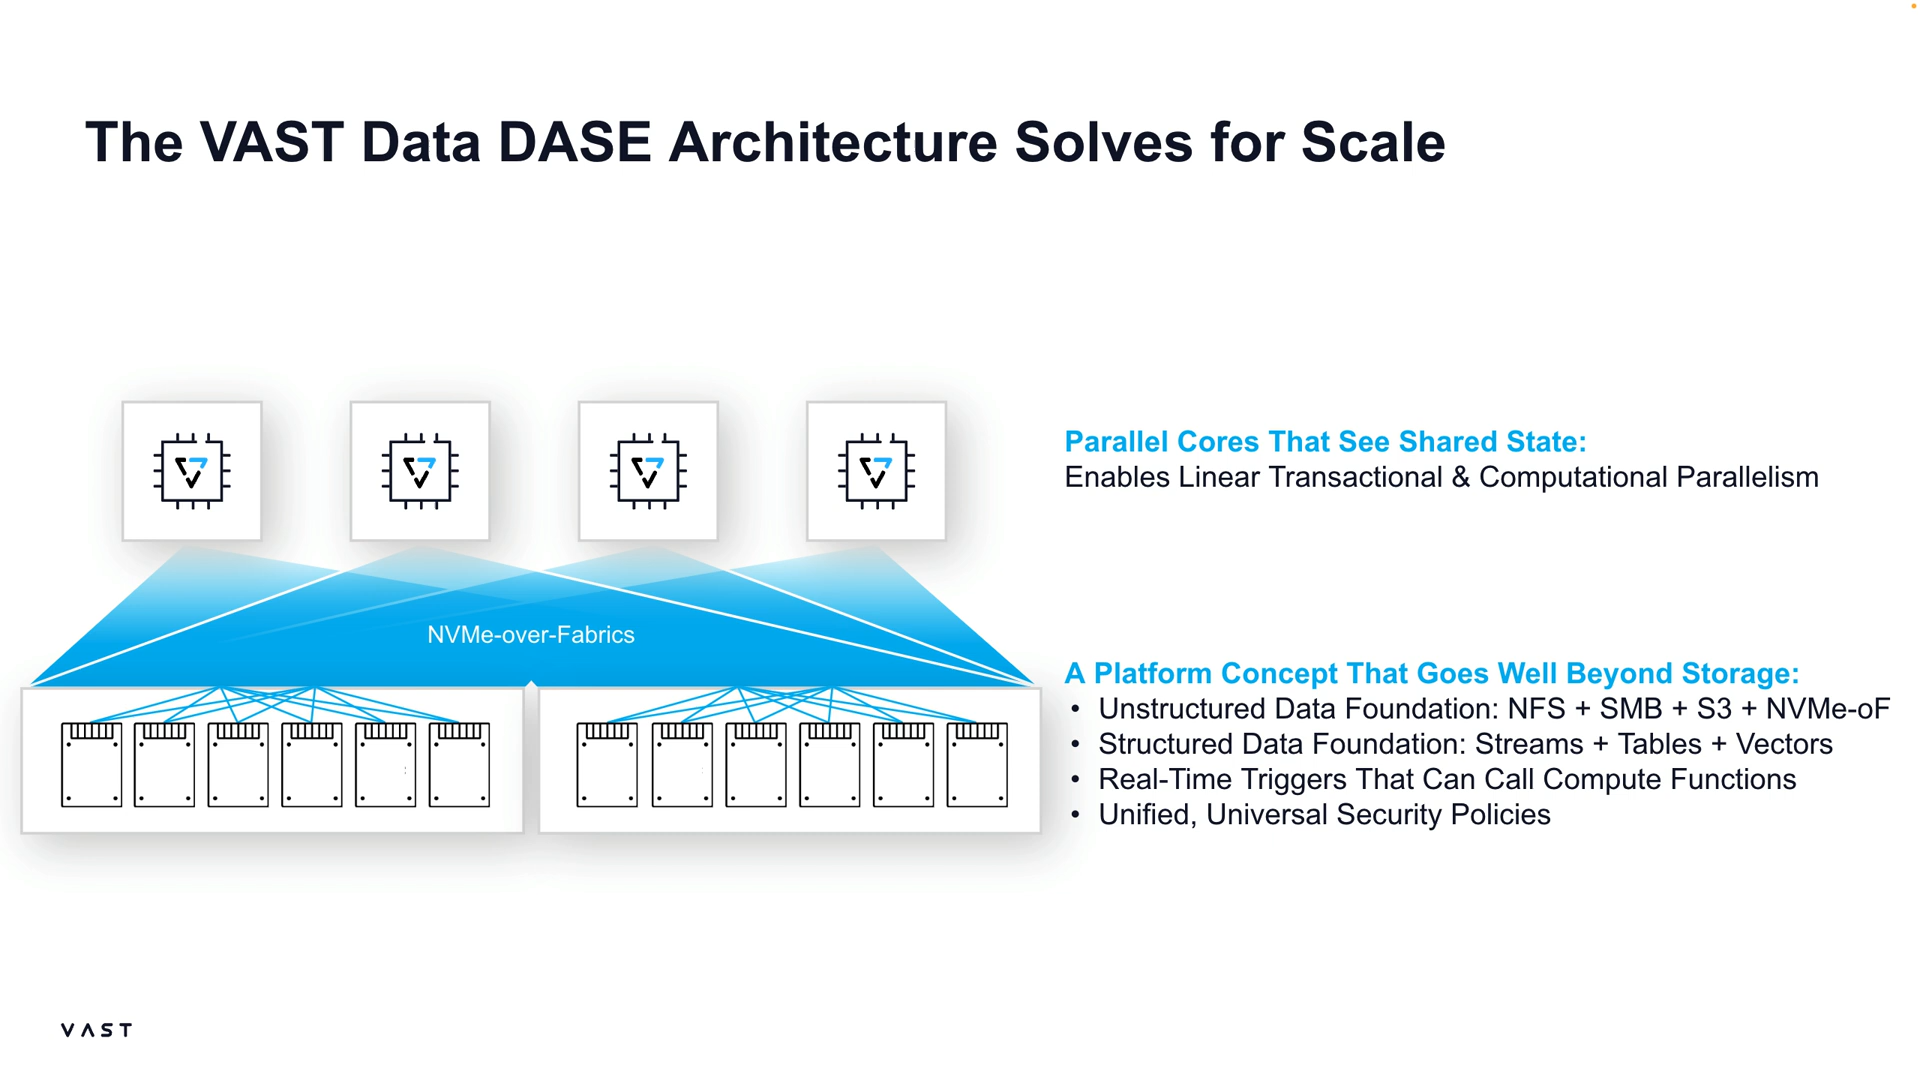 The VAST Data DASE Architecture Solves for Scale
Parallel Cores That See Shared State:
Enables Linear Transactional & Computational Parallelism
NVMe-over-Fabrics
A Platform Concept That Goes Well Beyond Storage:
• Unstructured Data Foundation: NFS + SMB + S3 + NVMe-oF
• Structured Data Foundation: Streams + Tables + Vectors
• Real-Time Triggers That Can Call Compute Functions
• Unified, Universal Security Policies
VAST